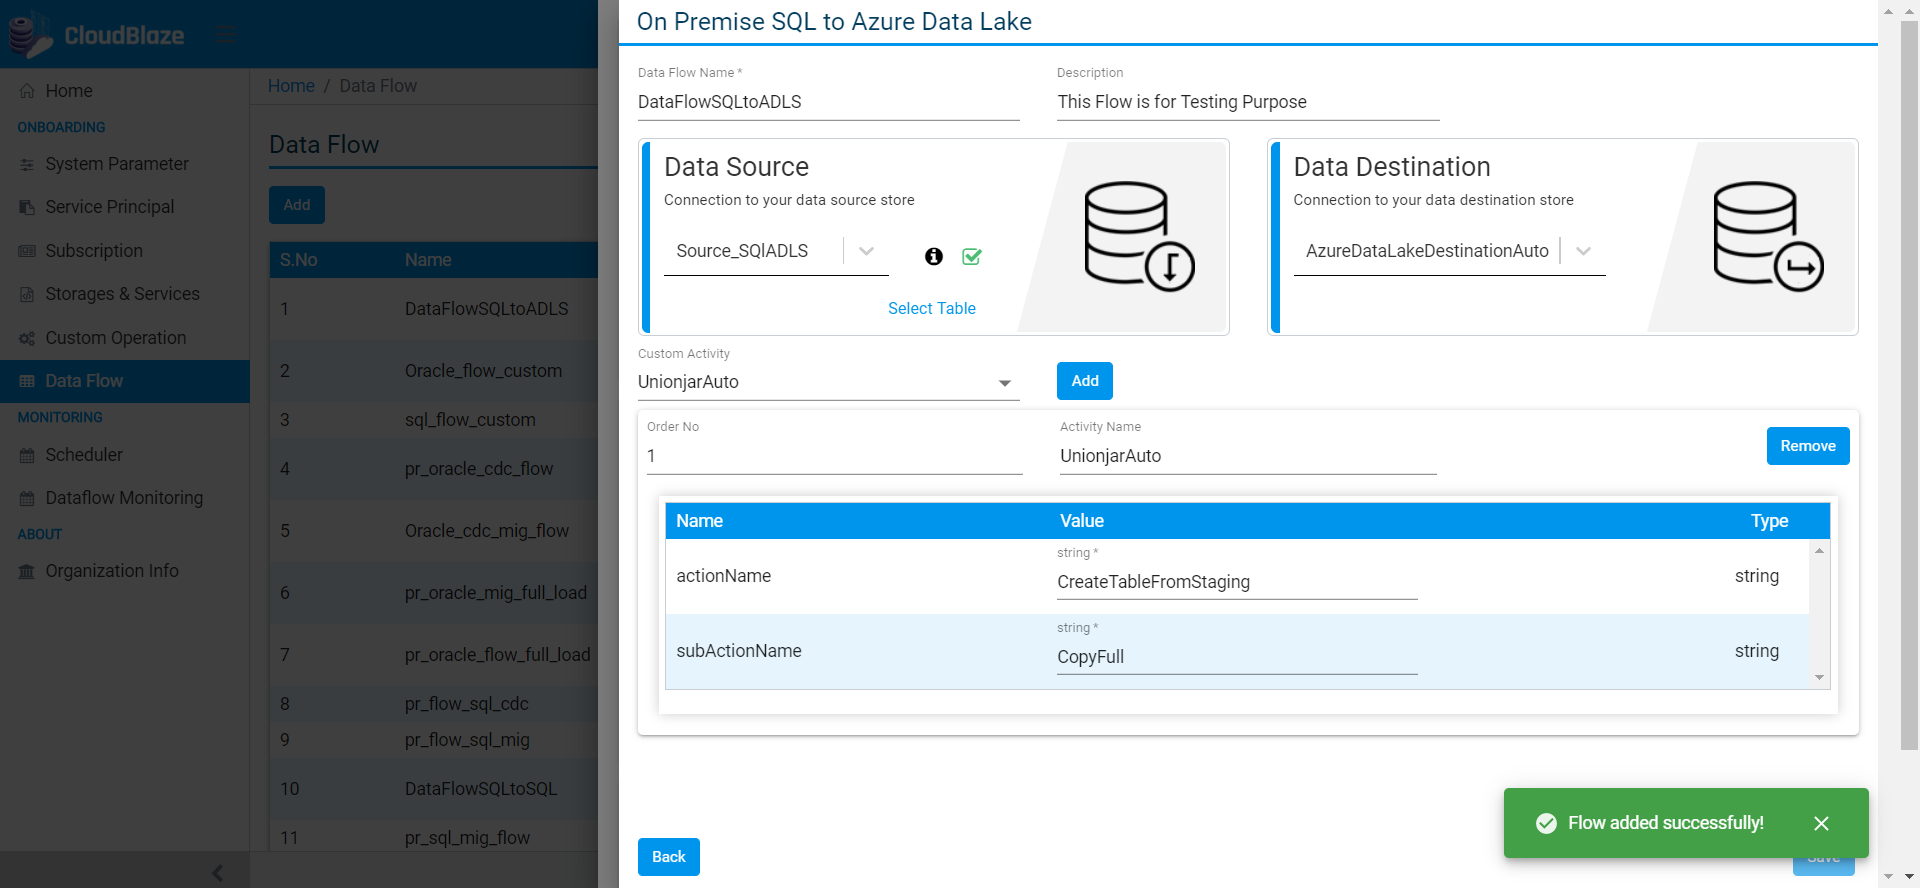 CloudBlaze
Home
ONBOARDING
System Parameter
Service Principal
Subscription
Storages & Services
Custom Operation
Data Flow
MONITORING
Scheduler
Dataflow Monitoring
ABOUT
Organization Info
Home / Data Flow
Data Flow
Add
S.No Name
1 DataFlowSQLtoADLS
2 Oracle_flow_custom
3 sql_flow_custom
4 pr_oracle_cdc_flow
5 Oracle_cdc_mig_flow
6 pr_oracle_mig_full_load
7 pr_oracle_flow_full_load
8 pr_flow_sql_cdc
9 pr_flow_sql_mig
10 DataFlowSQLtoSQL
11 pr_sql_mig_flow
On Premise SQL to Azure Data Lake
Data Flow Name * Description
DataFlowSQLtoADLS This Flow is for Testing Purpose
Data Source
Connection to your data source store
Source_SQlADLS
Select Table
Data Destination
Connection to your data destination store
AzureDataLakeDestinationAuto
Custom Activity
UnionjarAuto
Add
Order No Activity Name
1 UnionjarAuto
Remove
Name Value Type
string *
actionName CreateTableFromStaging string
string *
subActionName CopyFull string
Flow added successfully!
Back
Save